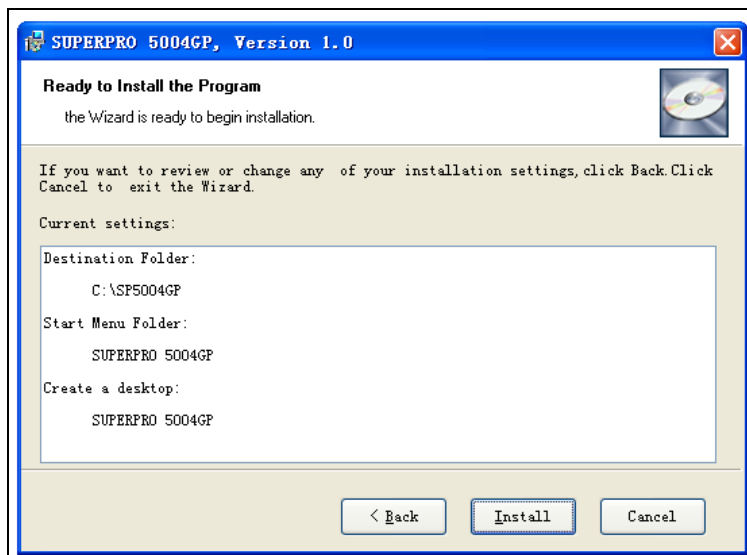 SUPERPRO 5004GP, Version 1.0
Ready to Install the Program
the Wizard is ready to begin installation.
If you want to review or change any of your installation settings,click Back.Click
Cancel to exit the Wizard.
Current settings:
Destination Folder:
C:\SP5004GP
Start Menu Folder:
SUPERPRO 5004GP
Create a desktop:
SUPERPRO 5004GP
< Back
Install
Cancel